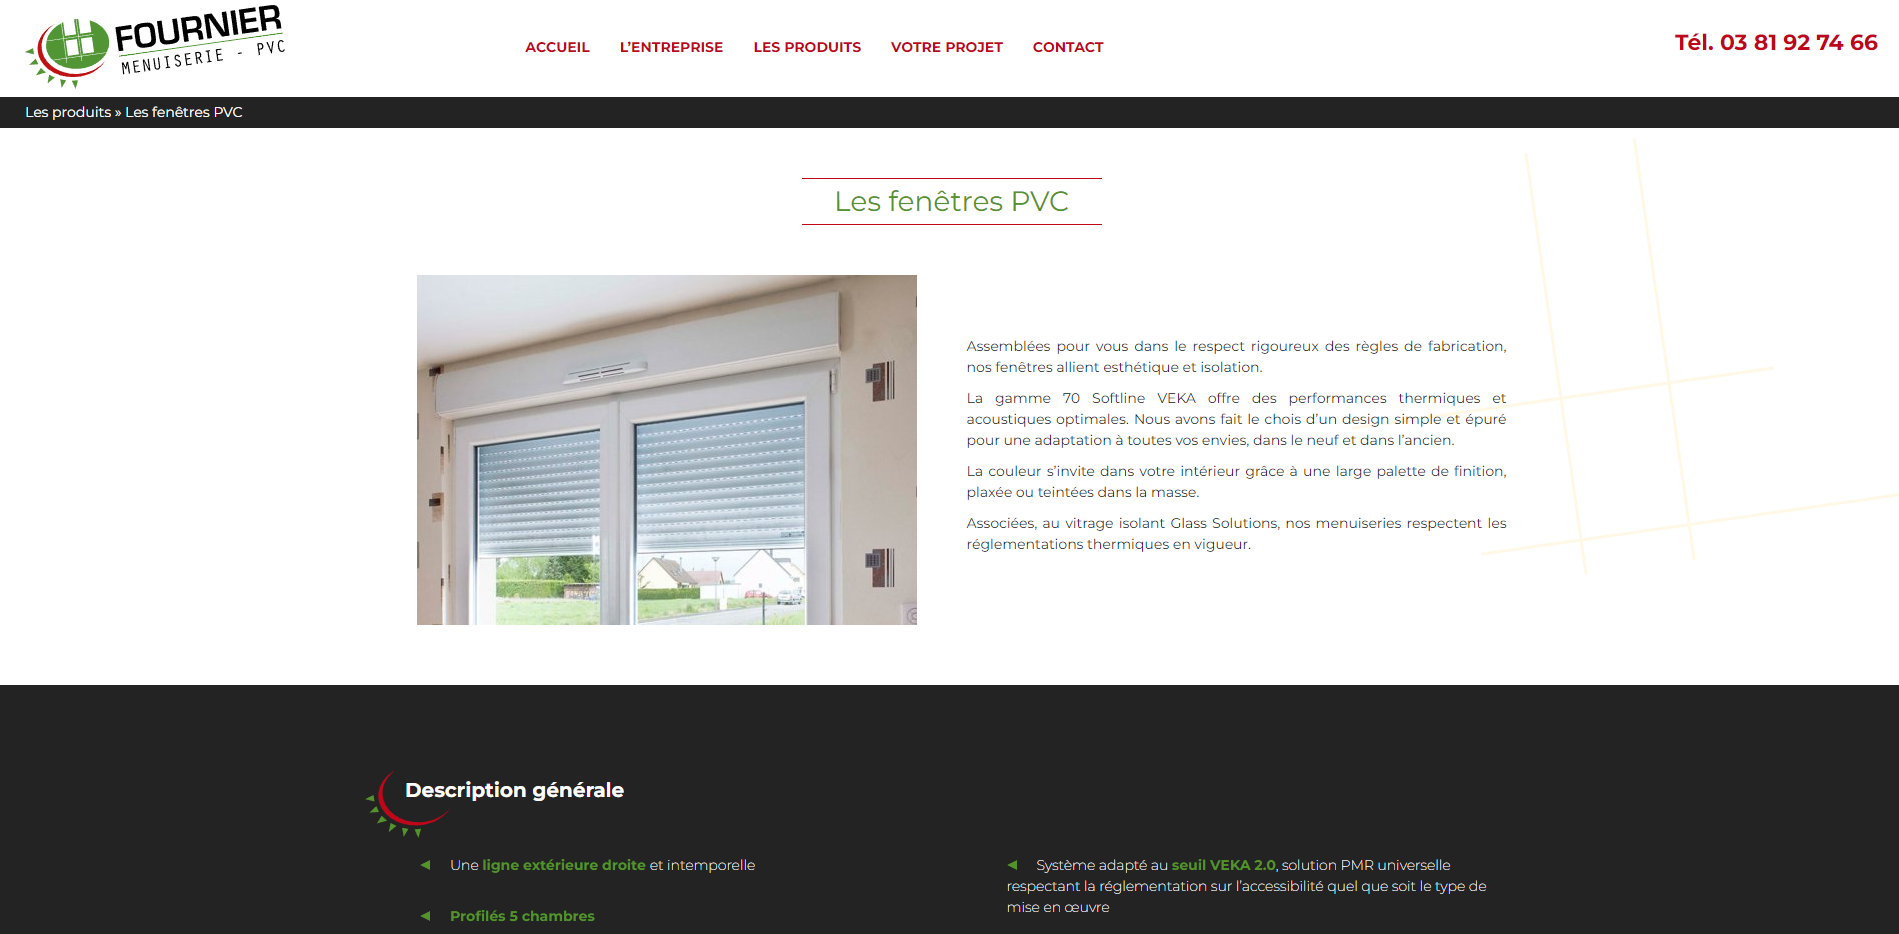 FOURNIER
MENUISERIE - PVC
ACCUEIL
L'ENTREPRISE
LES PRODUITS
VOTRE PROJET
CONTACT
Tél. 03 81 92 74 66
Les produits » Les fenêtres PVC
Les fenêtres PVC
Assemblées pour vous dans le respect rigoureux des règles de fabrication,
nos fenêtres allient esthétique et isolation.
La gamme 70 Softline VEKA offre des performances thermiques et
acoustiques optimales. Nous avons fait le chois d’un design simple et épuré
pour une adaptation à toutes vos envies, dans le neuf et dans l’ancien.
La couleur s’invite dans votre intérieur grâce à une large palette de finition,
plaxée ou teintées dans la masse.
Associées, au vitrage isolant Glass Solutions, nos menuiseries respectent les
réglementations thermiques en vigueur.
Description générale
Une ligne extérieure droite et intemporelle
Profilés 5 chambres
Système adapté au seuil VEKA 2.0, solution PMR universelle
respectant la réglementation sur l’accessibilité quel que soit le type de
mise en œuvre